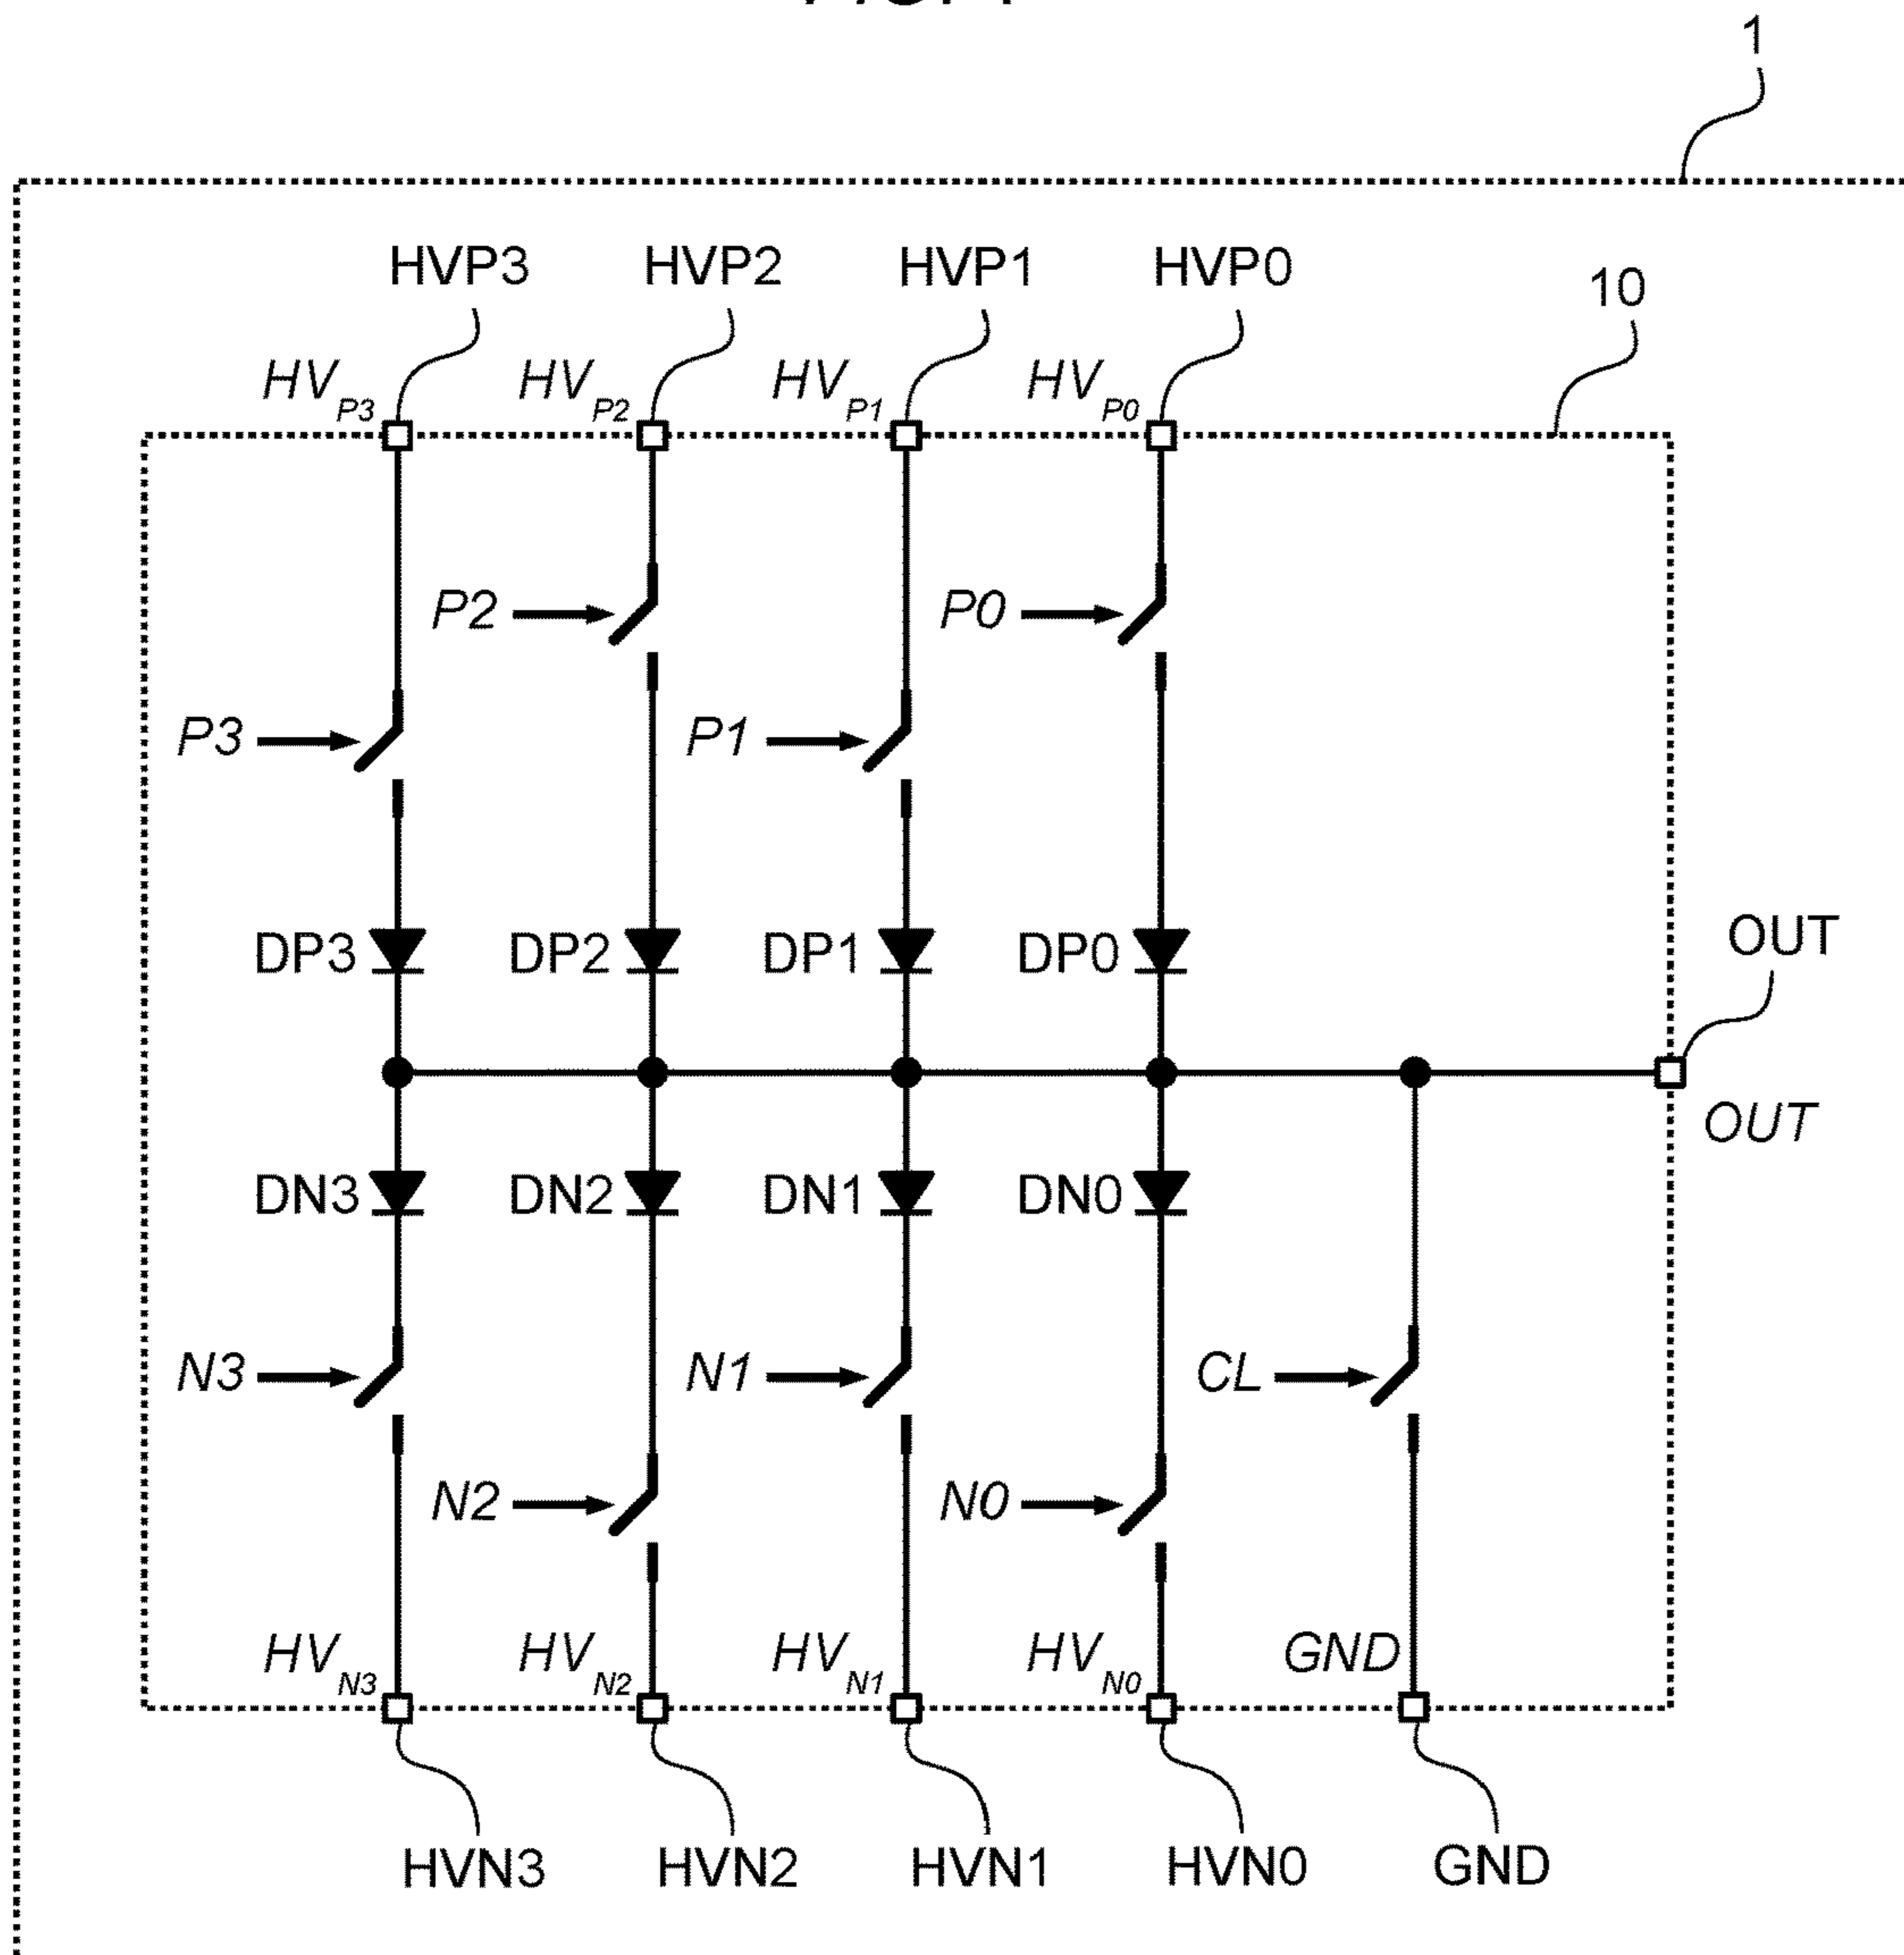 1
HVP3 HVP2 HVP1 HVP0 10
HVP3 HVP2 HVP1 HVP0
P2 P0
P3 P1
DP3 DP2 DP1 DP0 OUT
OUT
DN3 DN2 DN1 DN0
N3 N1 CL
N2 N0
HVN3 HVN2 HVN1 HVN0 GND
HVN3 HVN2 HVN1 HVN0 GND